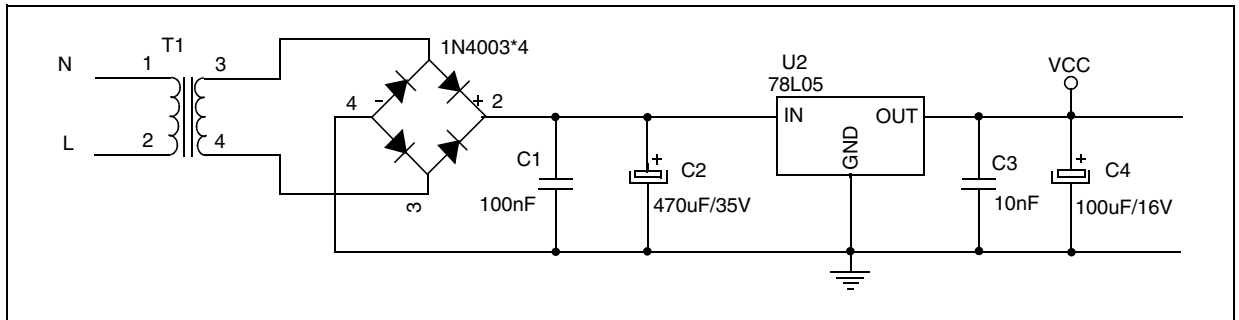 T1
N
1
3
L
2
4
1N4003*4
4
-
+
2
3
C1
100nF
+
C2
470uF/35V
U2
78L05
IN
OUT
GND
C3
10nF
VCC
+
C4
100uF/16V